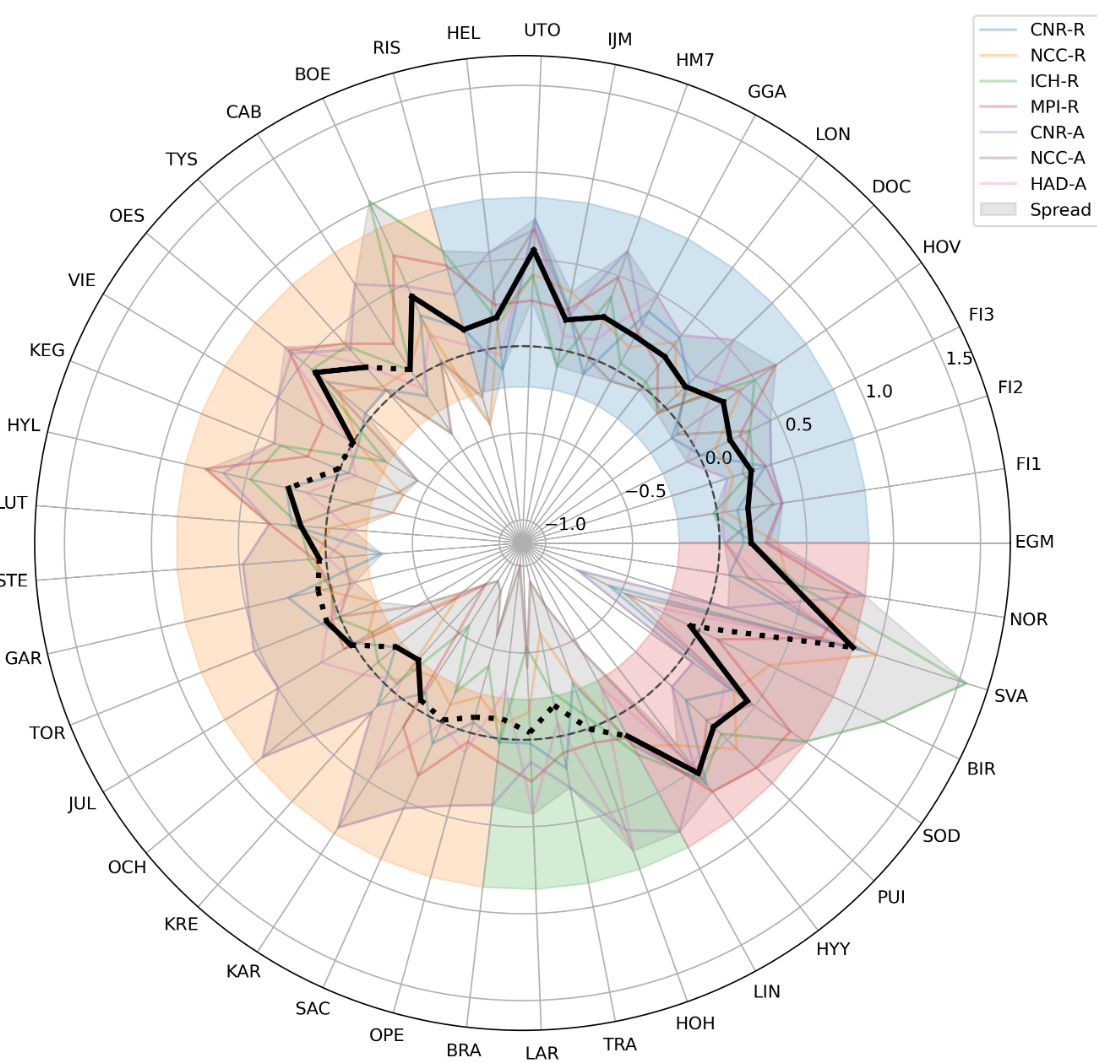 UTO
HEL
IJM
RIS
HM7
BOE
GGA
CAB
LON
TYS
DOC
OES
HOV
VIE
FI3
KEG
FI2
HYL
FI1
LUT
EGM
STE
NOR
GAR
SVA
TOR
BIR
JUL
SOD
OCH
PUI
KRE
HYY
KAR
LIN
SAC
HOH
OPE
TRA
BRA
LAR
1.5
1.0
0.5
0.0
−0.5
−1.0
CNR-R
NCC-R
ICH-R
MPI-R
CNR-A
NCC-A
HAD-A
Spread